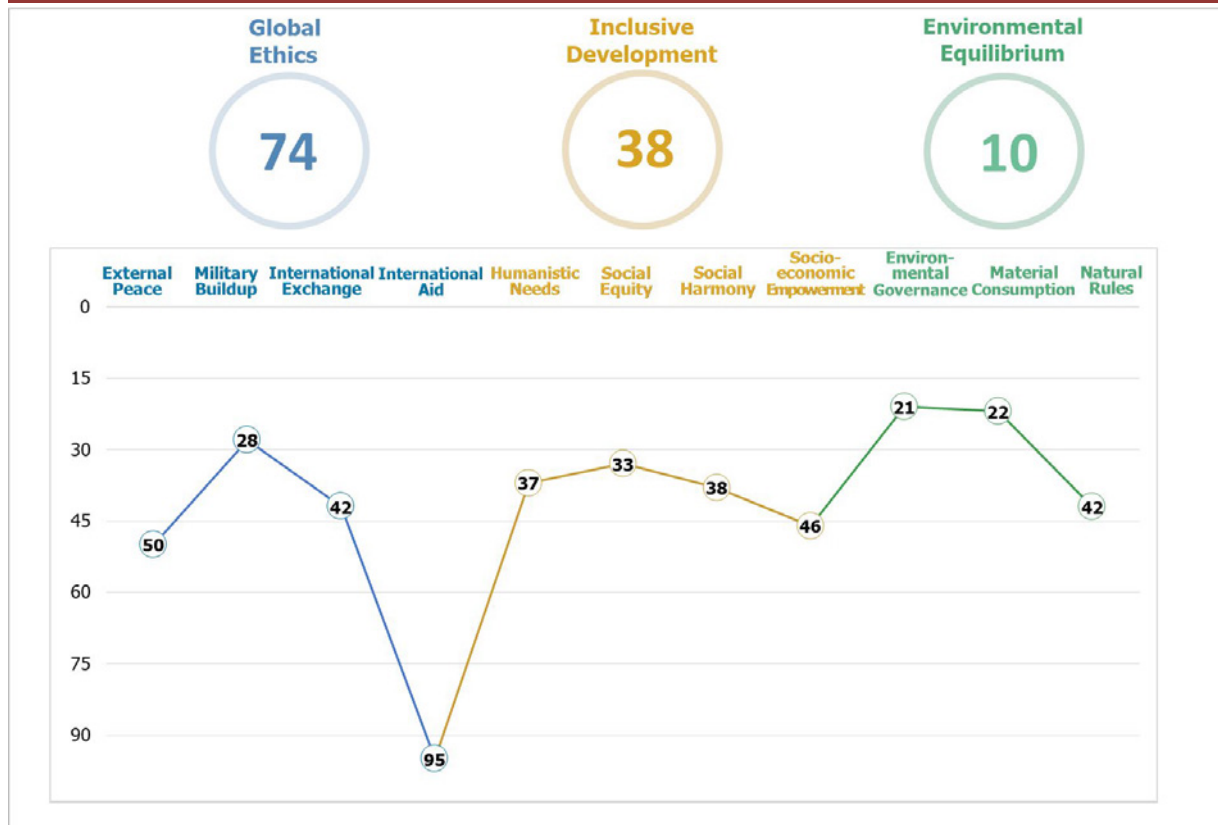 Global
Ethics
74
Inclusive
Development
38
Environmental
Equilibrium
10
External
Peace
Military
Buildup
International
Exchange
International
Aid
Humanistic
Needs
Social
Equity
Social
Harmony
Socio-
economic
Empowerment
Environ-
mental
Governance
Material
Consumption
Natural
Rules
0
15
30
45
60
75
90
50
28
42
95
37
33
38
46
21
22
42